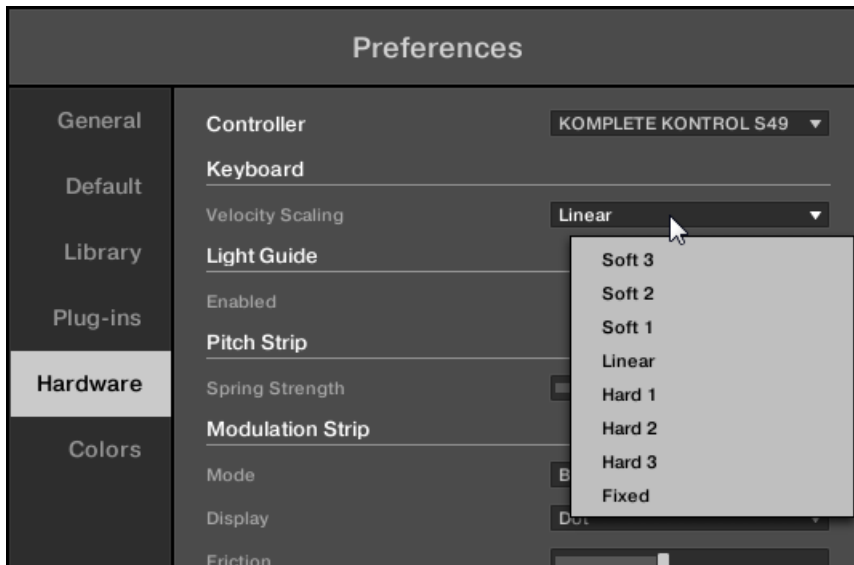 Preferences
General
Default
Library
Plug-ins
Hardware
Colors
Controller KOMPLETE KONTROL S49
Keyboard
Velocity Scaling Linear
Light Guide
Enabled
Pitch Strip
Spring Strength
Modulation Strip
Mode
Display
Friction
Soft 3
Soft 2
Soft 1
Linear
Hard 1
Hard 2
Hard 3
Fixed